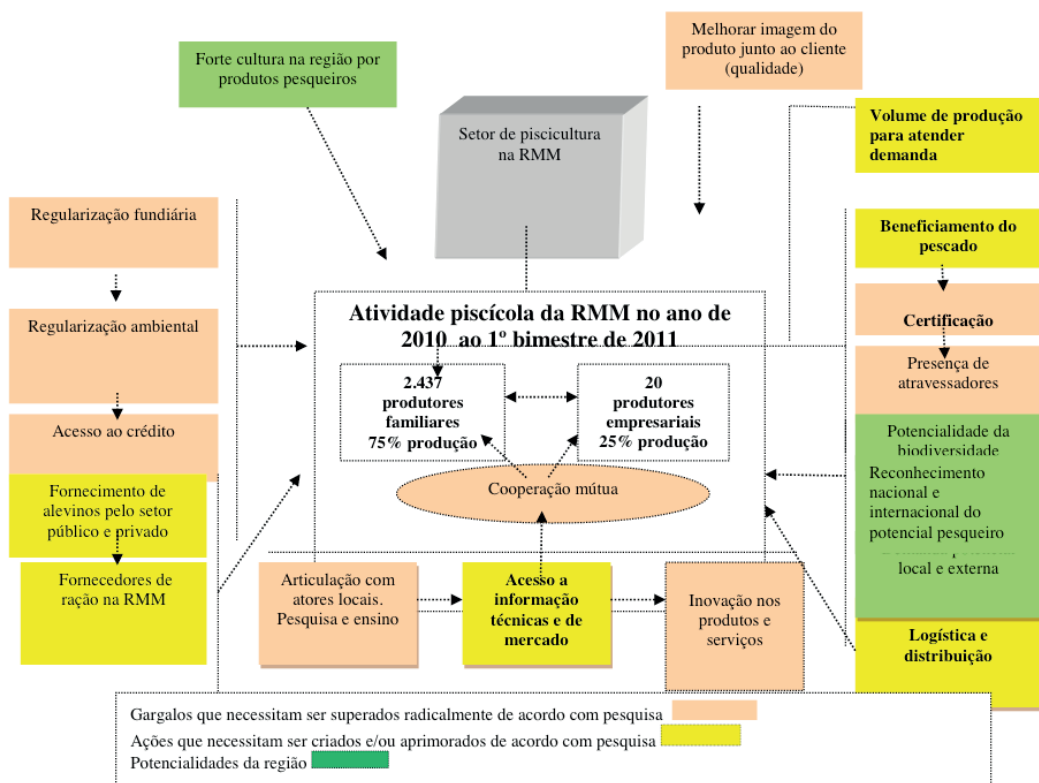 Forte cultura na região por
produtos pesqueiros
Melhorar imagem do
produto junto ao cliente
(qualidade)
Setor de piscicultura
na RMM
Volume de produção
para atender
demanda
Regularização fundiária
Regularização ambiental
Acesso ao crédito
Fornecimento de
alevinos pelo setor
público e privado
Fornecedores de
ração na RMM
Atividade piscícola da RMM no ano de
2010 ao 1º bimestre de 2011
2.437
produtores
familiares
75% produção
20
produtores
empresariais
25% produção
Cooperação mútua
Beneficiamento do
pescado
Certificação
Presença de
atravessadores
Potencialidade da
biodiversidade
Reconhecimento
nacional e
internacional do
potencial pesqueiro
local e externa
Logística e
distribuição
Articulação com
atores locais.
Pesquisa e ensino
Acesso a
informação
técnicas e de
mercado
Inovação nos
produtos e
serviços
Gargalos que necessitam ser superados radicalmente de acordo com pesquisa
Ações que necessitam ser criados e/ou aprimorados de acordo com pesquisa
Potencialidades da região